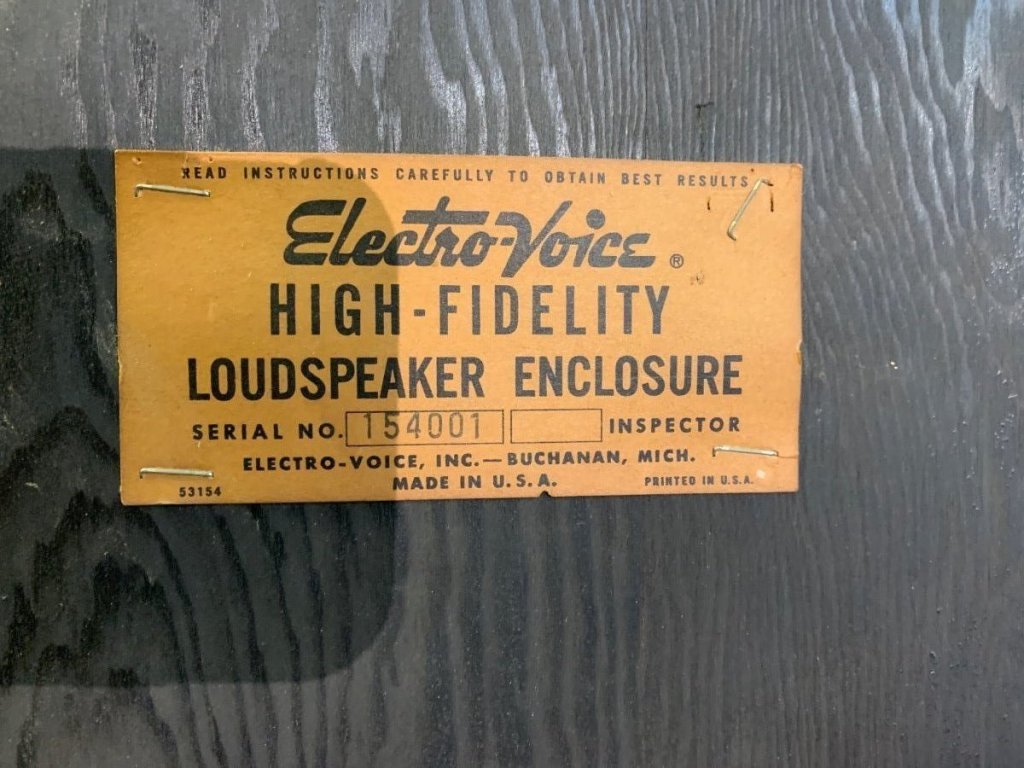 READ INSTRUCTIONS CAREFULLY TO OBTAIN BEST RESULTS
Electro-Voice®
HIGH-FIDELITY
LOUDSPEAKER ENCLOSURE
SERIAL NO. 154001 INSPECTOR
ELECTRO-VOICE, INC.—BUCHANAN, MICH.
53154 MADE IN U.S.A. PRINTED IN U.S.A.